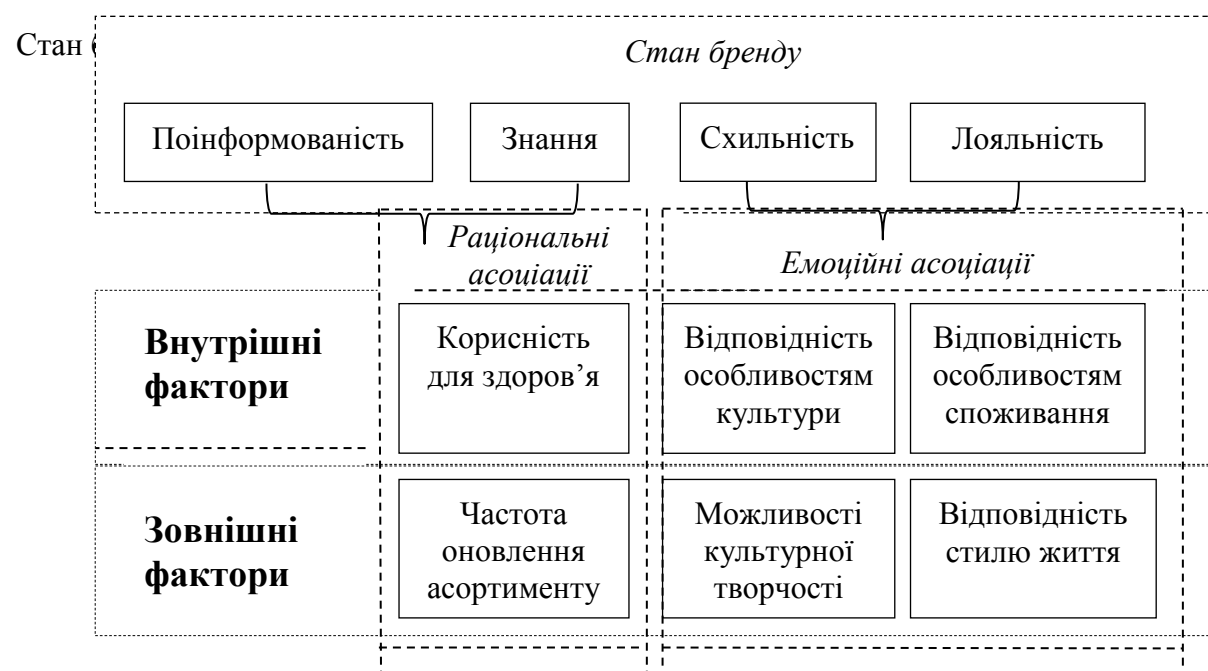 Стан
Стан бренду
Поінформованість
Знання
Схильність
Лояльність
Раціональні
асоціації
Емоційні асоціації
Внутрішні
фактори
Корисність
для здоров’я
Відповідність
особливостям
культури
Відповідність
особливостям
споживання
Зовнішні
фактори
Частота
оновлення
асортименту
Можливості
культурної
творчості
Відповідність
стилю життя